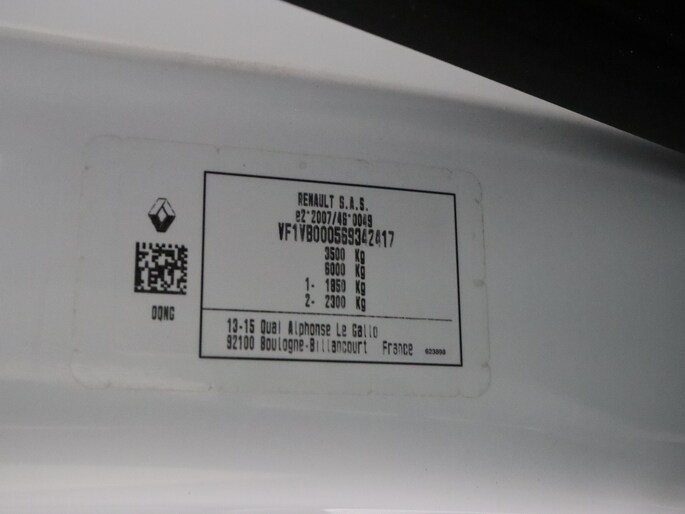 RENAULT S.A.S.
e2*2007/46*0049
VF1VB000569342417
3500 Kg
6000 Kg
1- 1850 Kg
2- 2300 Kg
OQNG
13-15 Quai Alphonse Le Gallo
92100 Boulogne-Billancourt France